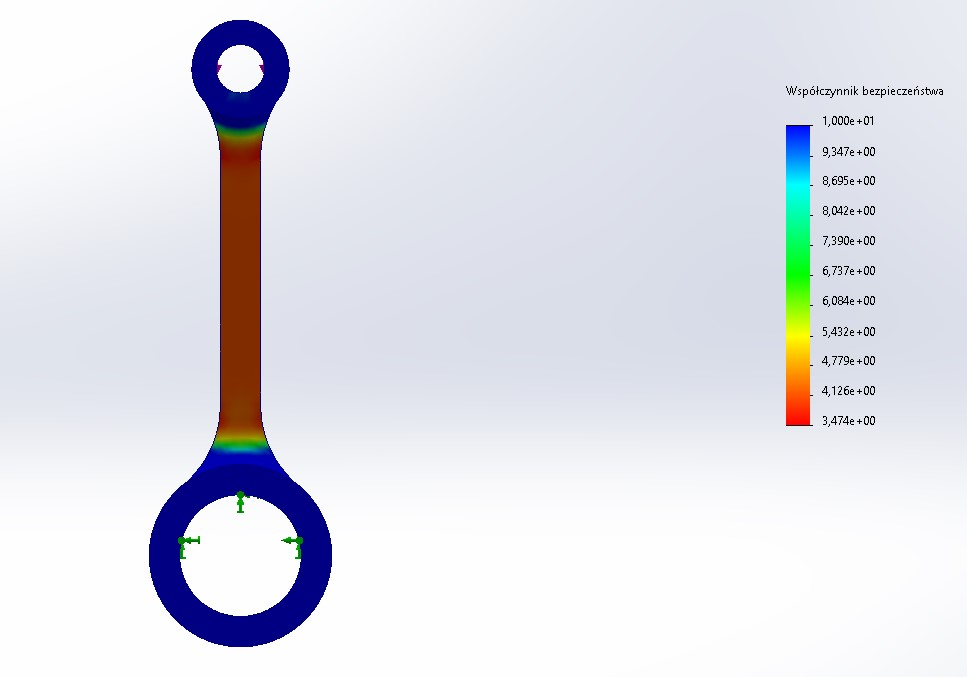 Współczynnik bezpieczeństwa
1,000e+01
9,347e+00
8,695e+00
8,042e+00
7,390e+00
6,737e+00
6,084e+00
5,432e+00
4,779e+00
4,126e+00
3,474e+00